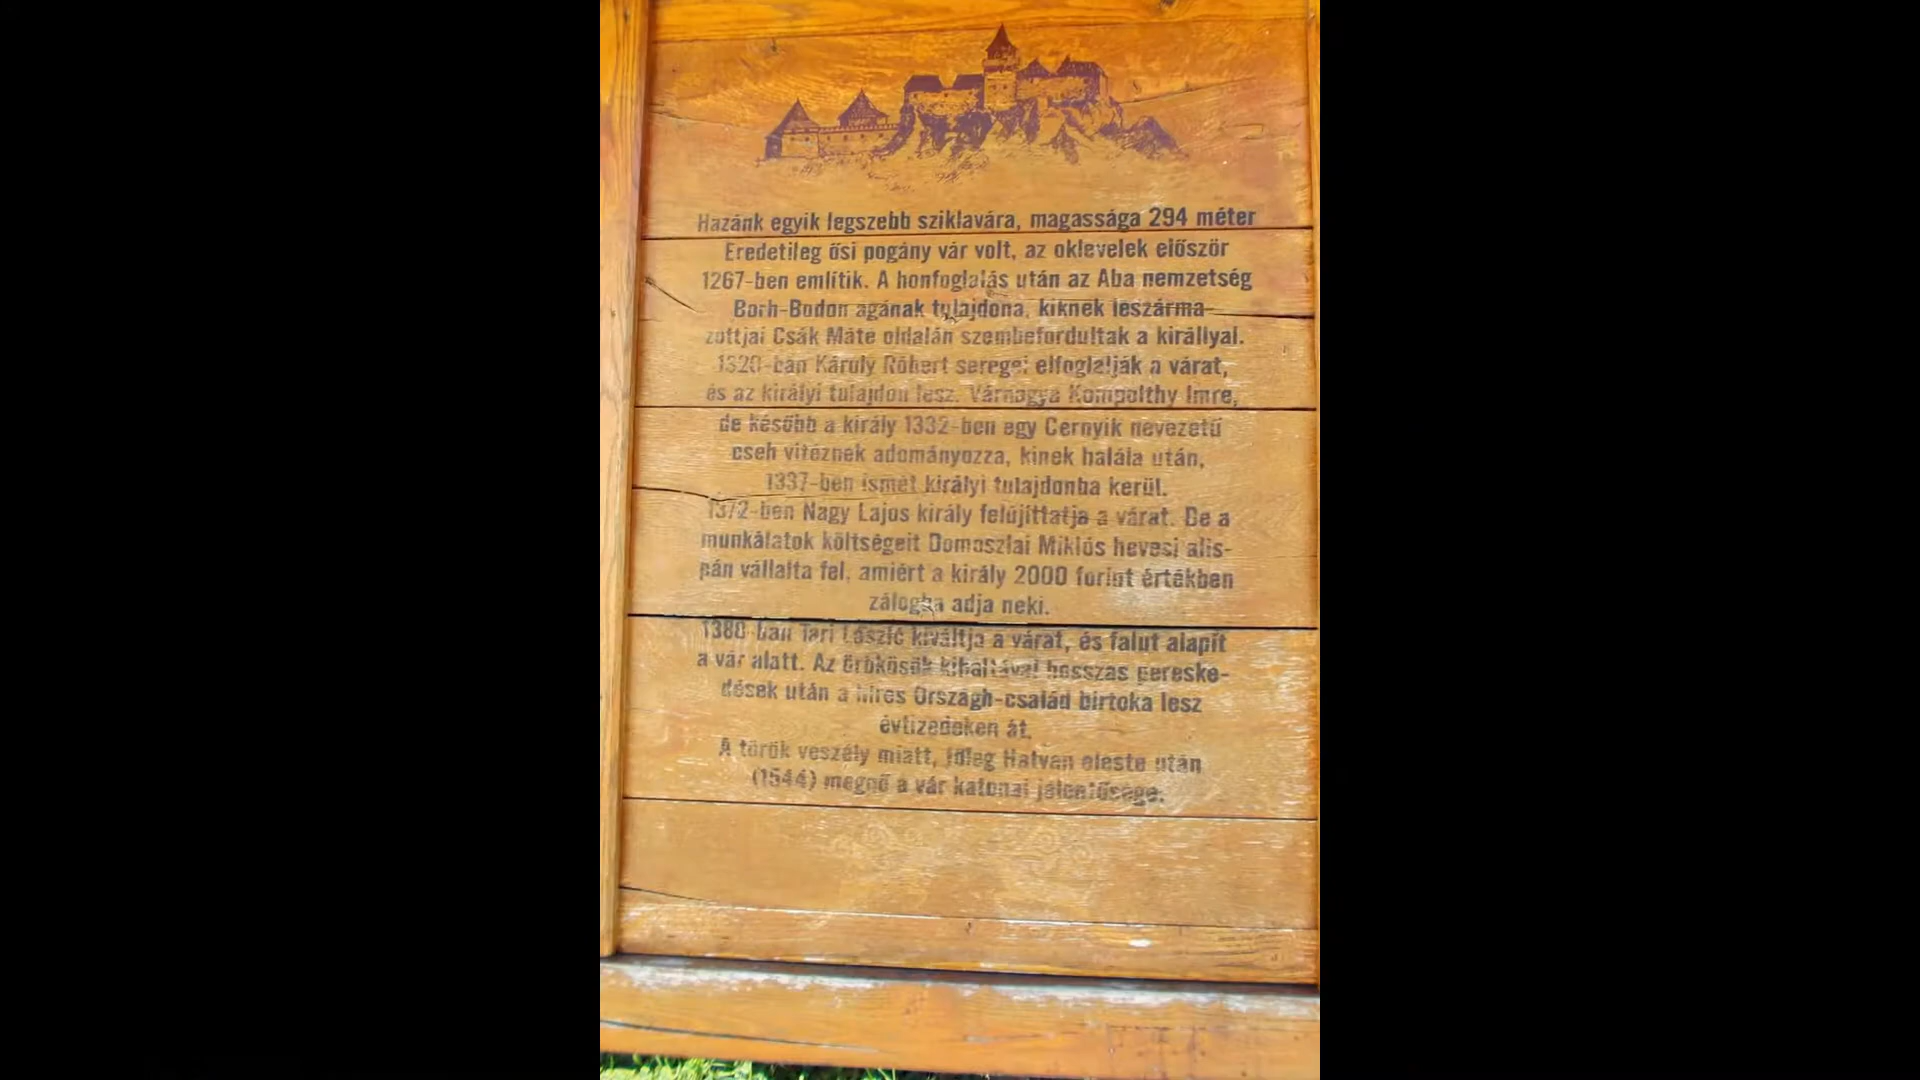 Hazánk egyik legszebb sziklavára, magassága 294 méter
Eredetileg ősi pogány vár volt, az oklevelek először
1267-ben említik. A honfoglalás után az Aba nemzetség
Borh-Bodon agának tulajdona, kiknek leszárma-
zottjai Csák Máté oldalán szembefordultak a királlyal.
1320-ban Károly Róbert seregei elfoglalják a várat,
és az királyi tulajdon lesz. Várnagya Kompolthy Imre,
de később a király 1332-ben egy Cernyik nevezetű
cseh vitéznek adományozza, kinek halála után,
1337-ben ismét királyi tulajdonba kerül.
1372-ben Nagy Lajos király felújíttatja a várat. De a
munkálatok költségeit Domoszlai Miklós hevesi alis-
pán vállalta fel, amiért a király 2000 forint értékben
zálogba adja neki.
1380-ban Tari László kiváltja a várat, és falut alapít
a vár alatt. Az örökösök kihaltával hosszas pereske-
dések után a híres Országh-család birtoka lesz
évtizedeken át.
A török veszély miatt, főleg Hatvan eleste után
(1544) megnő a vár katonai jelentősége.